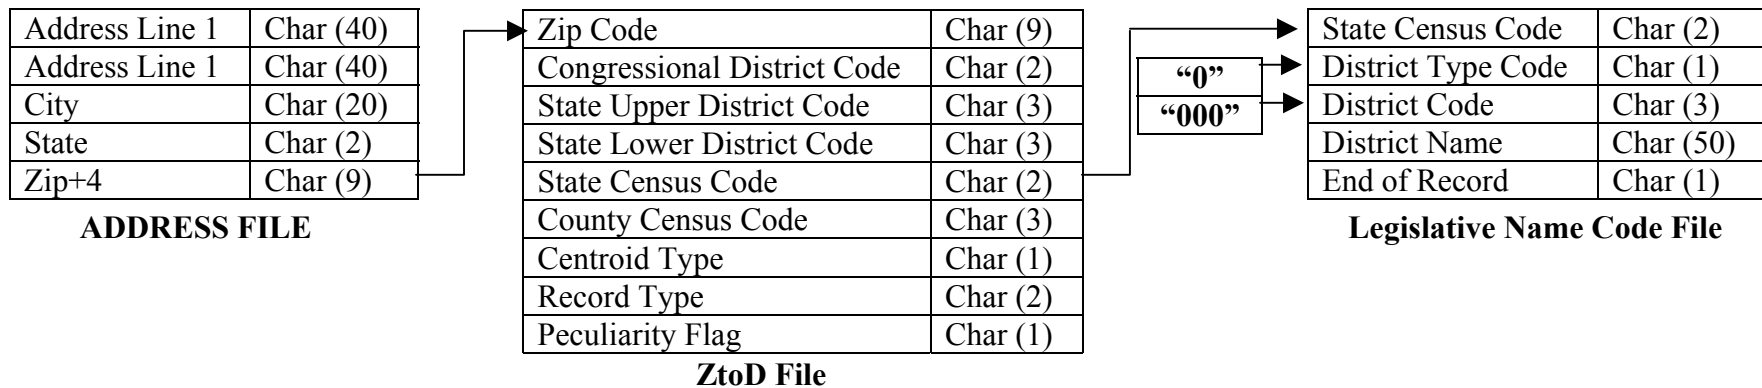 Address Line 1 Char (40)
Address Line 1 Char (40)
City Char (20)
State Char (2)
Zip+4 Char (9)
ADDRESS FILE
Zip Code Char (9)
Congressional District Code Char (2)
State Upper District Code Char (3)
State Lower District Code Char (3)
State Census Code Char (2)
County Census Code Char (3)
Centroid Type Char (1)
Record Type Char (2)
Peculiarity Flag Char (1)
ZtoD File
“0”
“000”
State Census Code Char (2)
District Type Code Char (1)
District Code Char (3)
District Name Char (50)
End of Record Char (1)
Legislative Name Code File